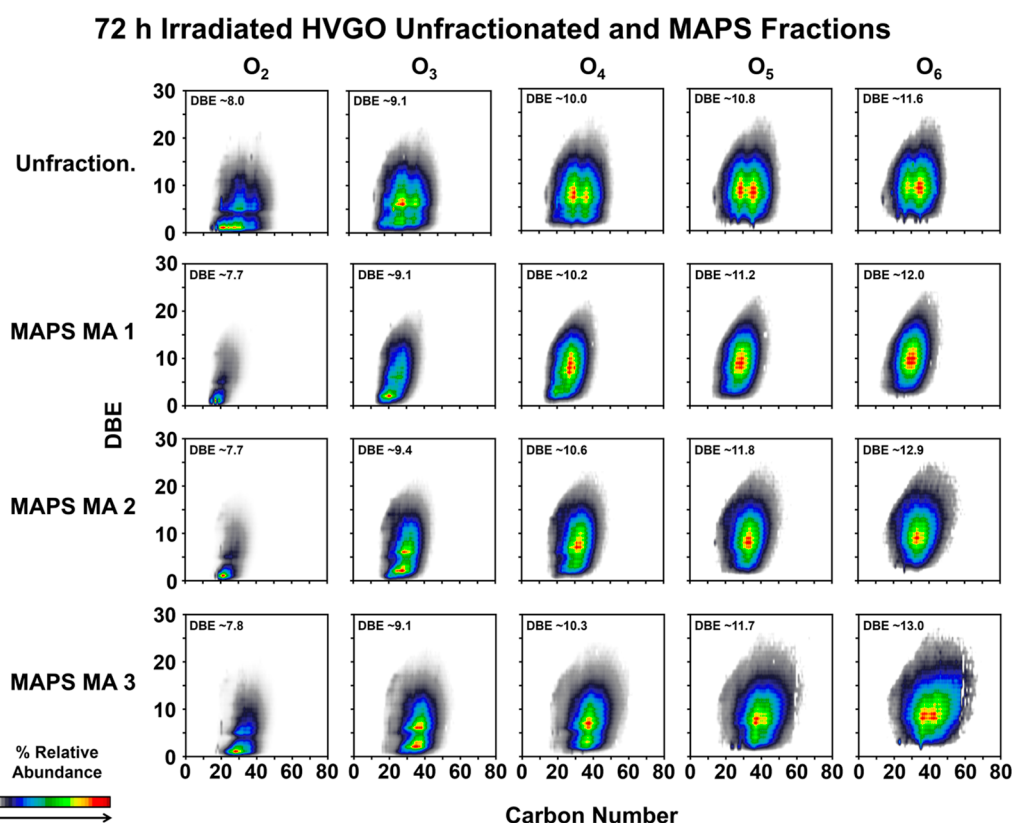 72 h Irradiated HVGO Unfractionated and MAPS Fractions
O2 O3 O4 O5 O6
Unfraction.
30
20
10
0
DBE ~8.0
DBE ~9.1
DBE ~10.0
DBE ~10.8
DBE ~11.6
MAPS MA 1
30
20
10
0
DBE ~7.7
DBE ~9.1
DBE ~10.2
DBE ~11.2
DBE ~12.0
DBE
MAPS MA 2
30
20
10
0
DBE ~7.7
DBE ~9.4
DBE ~10.6
DBE ~11.8
DBE ~12.9
MAPS MA 3
30
20
10
0
DBE ~7.8
DBE ~9.1
DBE ~10.3
DBE ~11.7
DBE ~13.0
0 20 40 60 80 0 20 40 60 80 0 20 40 60 80 0 20 40 60 80 0 20 40 60 80
% Relative
Abundance
Carbon Number